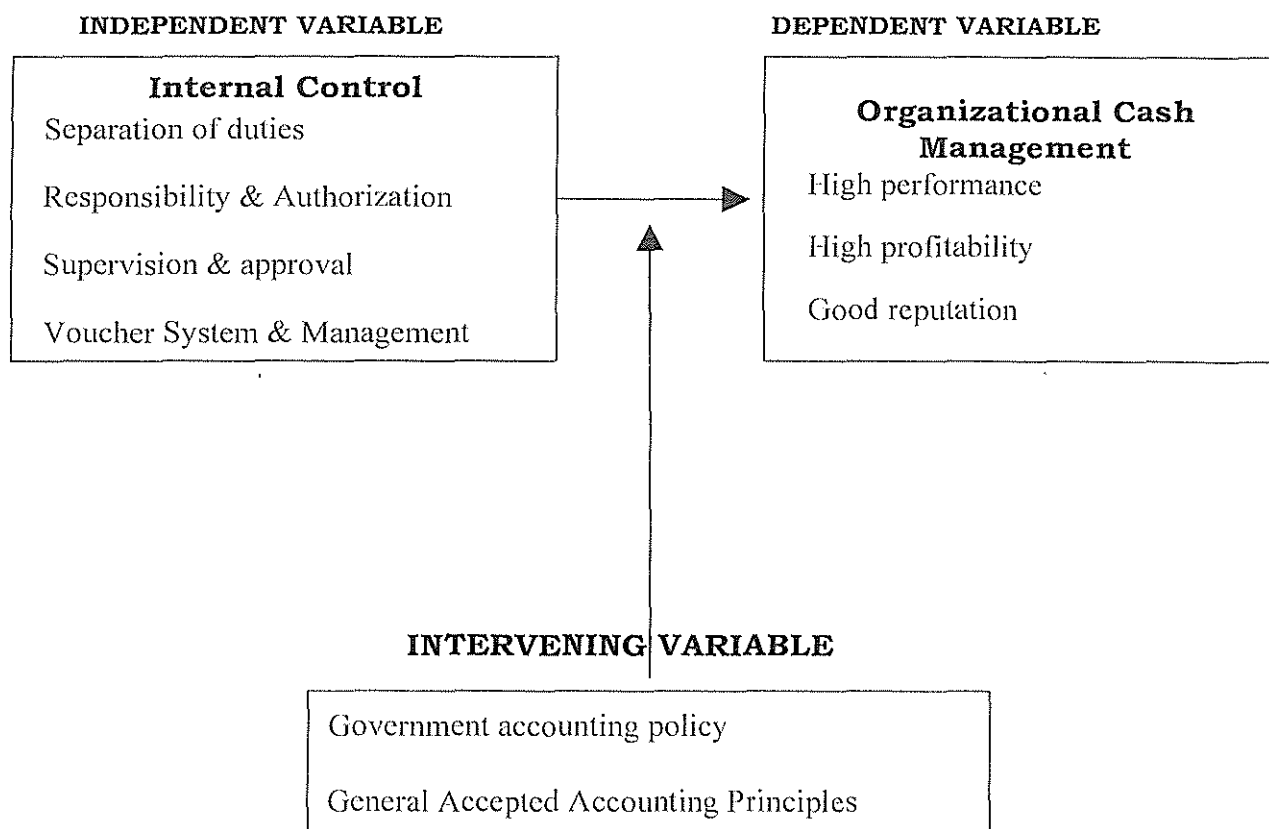 INDEPENDENT VARIABLE
DEPENDENT VARIABLE
Internal Control
Separation of duties
Responsibility & Authorization
Supervision & approval
Voucher System & Management
Organizational Cash
Management
High performance
High profitability
Good reputation
INTERVENING VARIABLE
Government accounting policy
General Accepted Accounting Principles